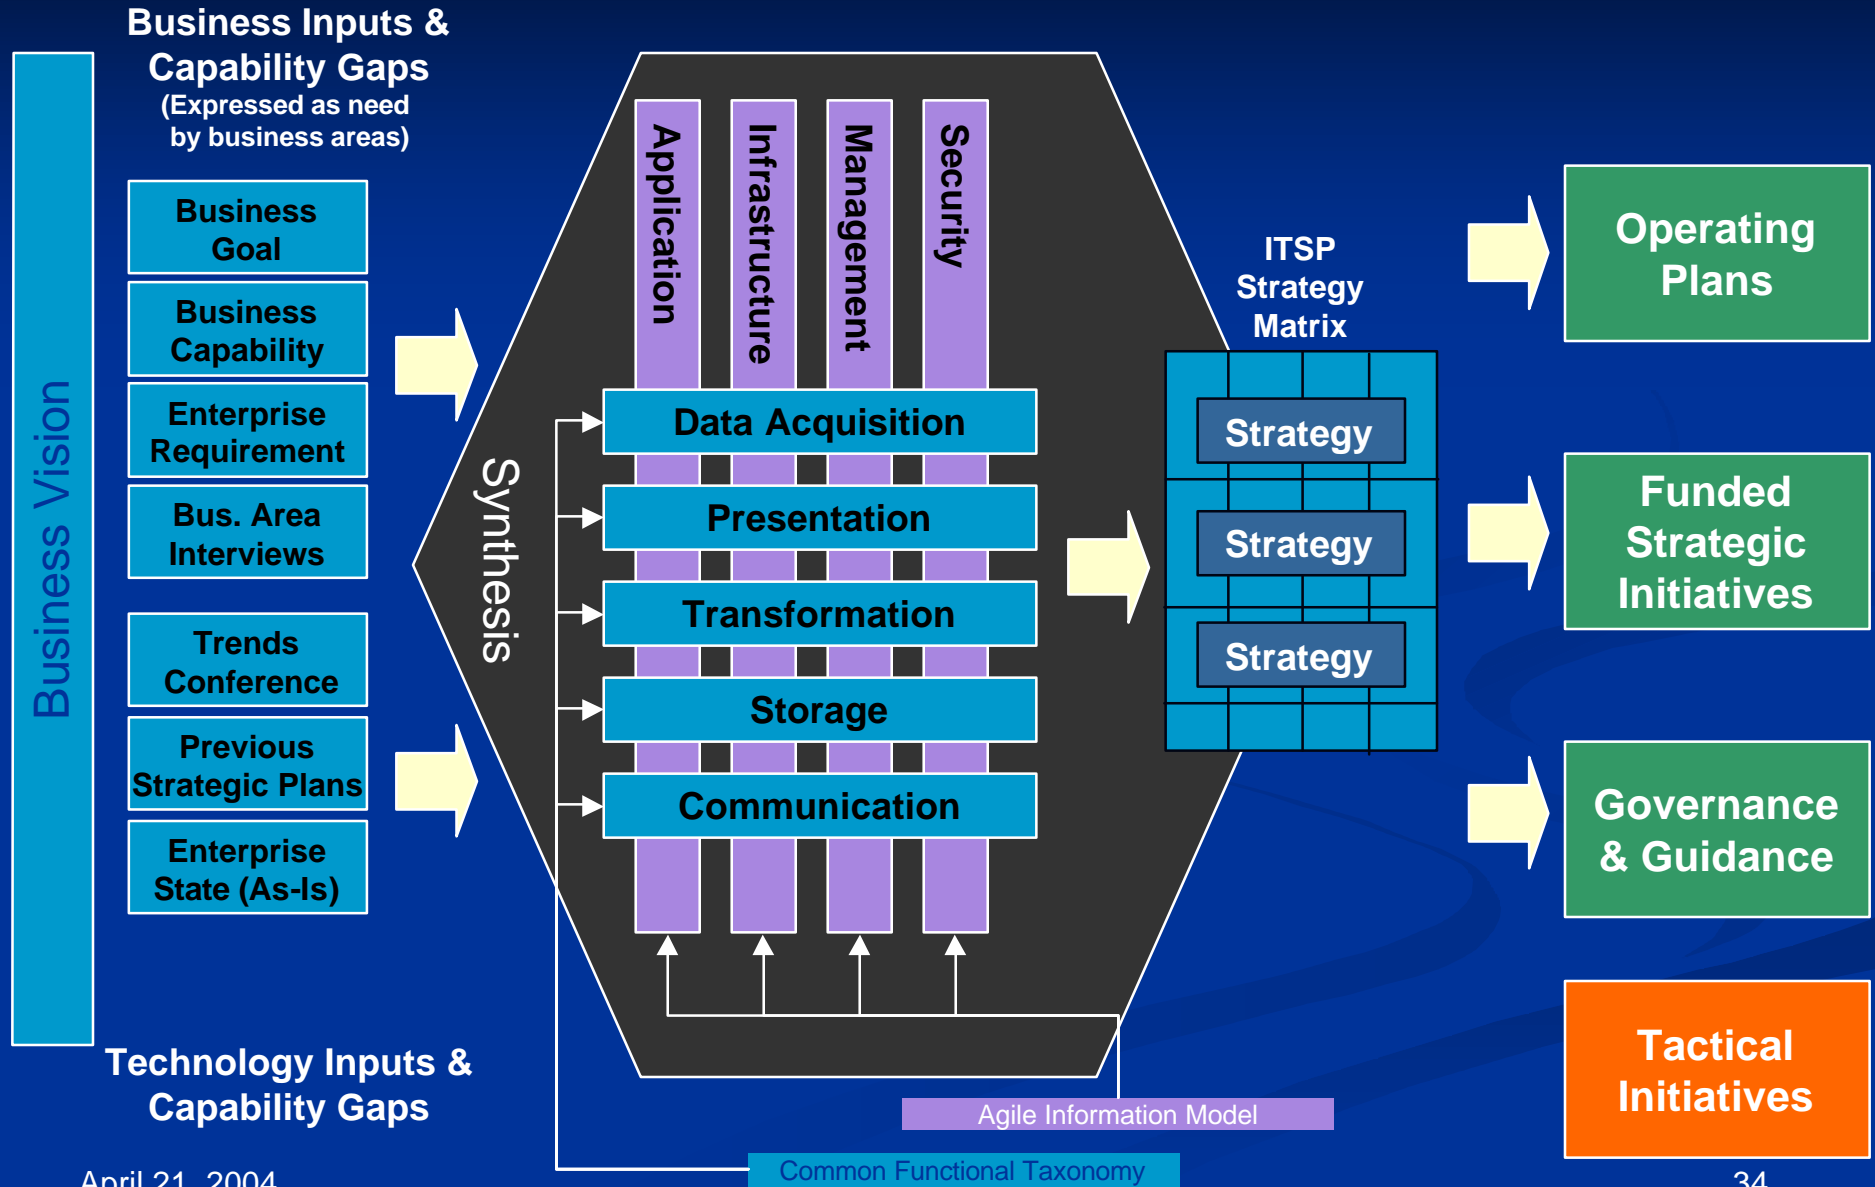 Business Inputs &
Capability Gaps
(Expressed as need
by business areas)
Business Vision
Business
Goal
Business
Capability
Enterprise
Requirement
Bus. Area
Interviews
Trends
Conference
Previous
Strategic Plans
Enterprise
State (As-Is)
Technology Inputs &
Capability Gaps
Synthesis
Application
Infrastructure
Management
Security
Data Acquisition
Presentation
Transformation
Storage
Communication
ITSP
Strategy
Matrix
Strategy
Strategy
Strategy
Operating
Plans
Funded
Strategic
Initiatives
Governance
& Guidance
Tactical
Initiatives
Agile Information Model
Common Functional Taxonomy
April 21, 2004
34